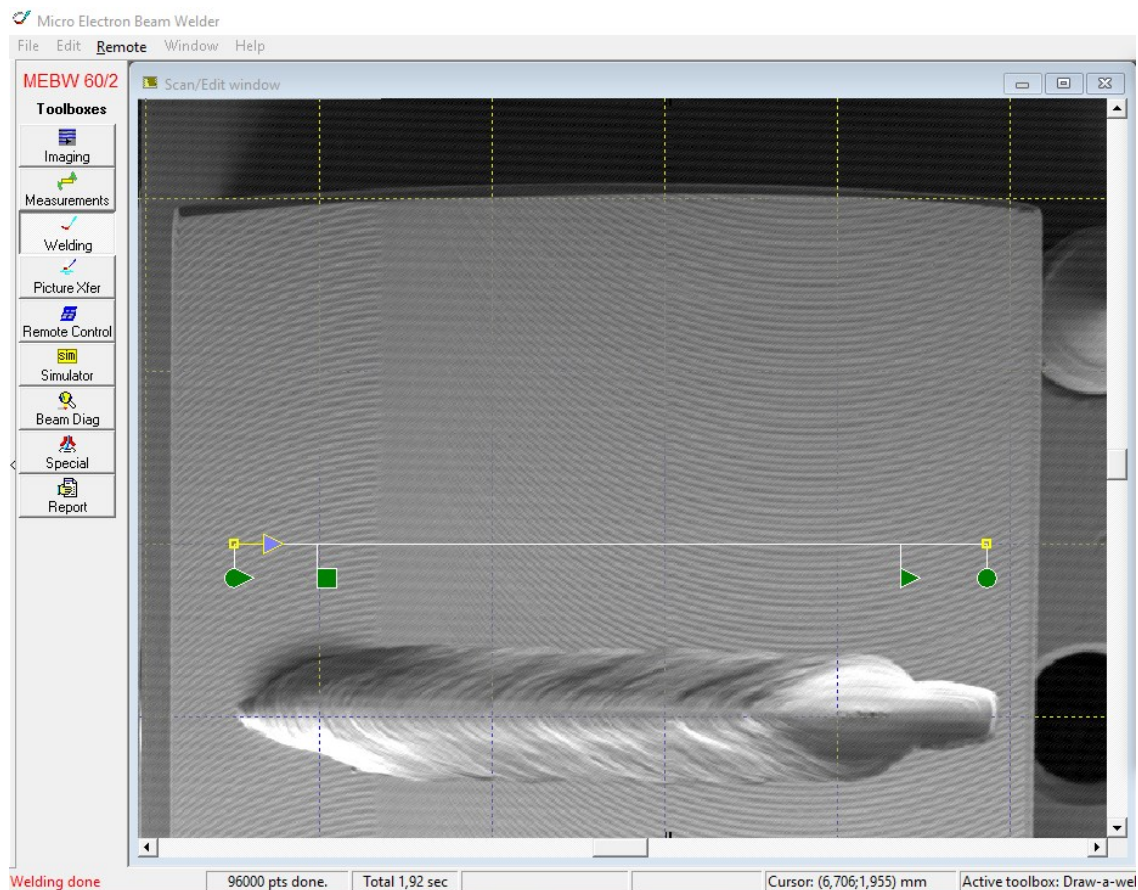 Micro Electron Beam Welder
File Edit Remote Window Help
MEBW 60/2
Toolboxes
Imaging
Measurements
Welding
Picture Xfer
Remote Control
sim
Simulator
Beam Diag
Special
Report
Scan/Edit window
Welding done
96000 pts done.
Total 1,92 sec
Cursor: (6,706;1,955) mm
Active toolbox: Draw-a-wel